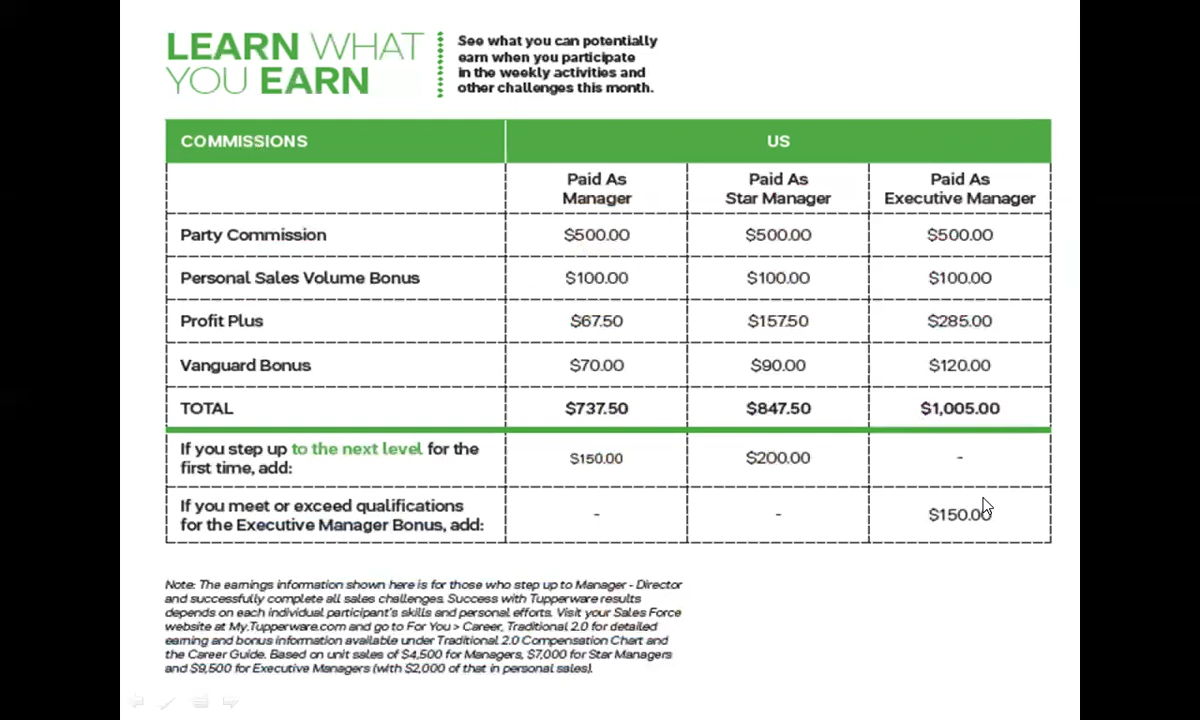 LEARN WHAT
YOU EARN
See what you can potentially
earn when you participate
in the weekly activities and
other challenges this month.
COMMISSIONS US
Paid As Manager Paid As Star Manager Paid As Executive Manager
Party Commission $500.00 $500.00 $500.00
Personal Sales Volume Bonus $100.00 $100.00 $100.00
Profit Plus $67.50 $157.50 $285.00
Vanguard Bonus $70.00 $90.00 $120.00
TOTAL $737.50 $847.50 $1,005.00
If you step up to the next level for the
first time, add: $150.00 $200.00 -
If you meet or exceed qualifications
for the Executive Manager Bonus, add: - - $150.00
Note: The earnings information shown here is for those who step up to Manager - Director
and successfully complete all sales challenges. Success with Tupperware results
depends on each individual participant's skills and personal efforts. Visit your Sales Force
website at My.Tupperware.com and go to For You > Career, Traditional 2.0 for detailed
earning and bonus information available under Traditional 2.0 Compensation Chart and
the Career Guide. Based on unit sales of $4,500 for Managers, $7,000 for Star Managers
and $9,500 for Executive Managers (with $2,000 of that in personal sales).